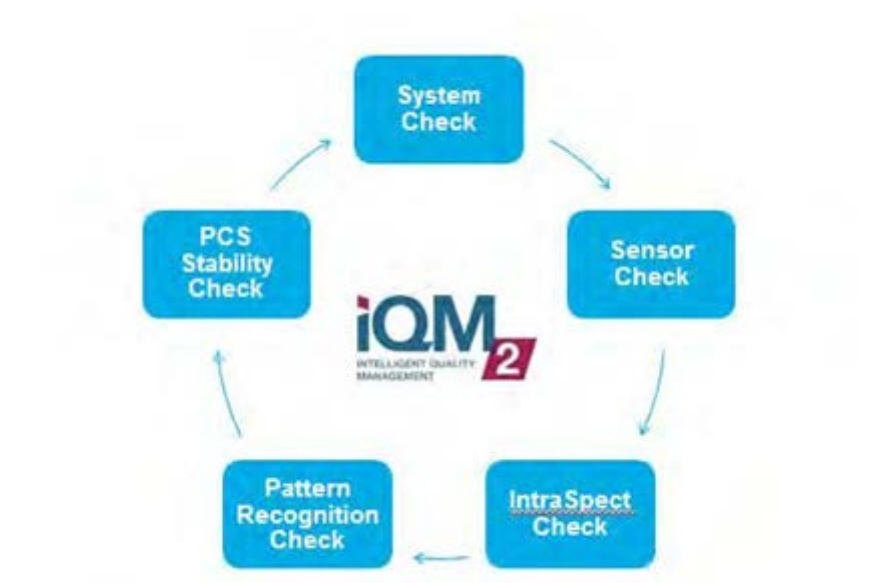 System
Check
Sensor
Check
IntraSpect
Check
Pattern
Recognition
Check
PCS
Stability
Check
iQM
2
INTELLIGENT QUALITY
MANAGEMENT